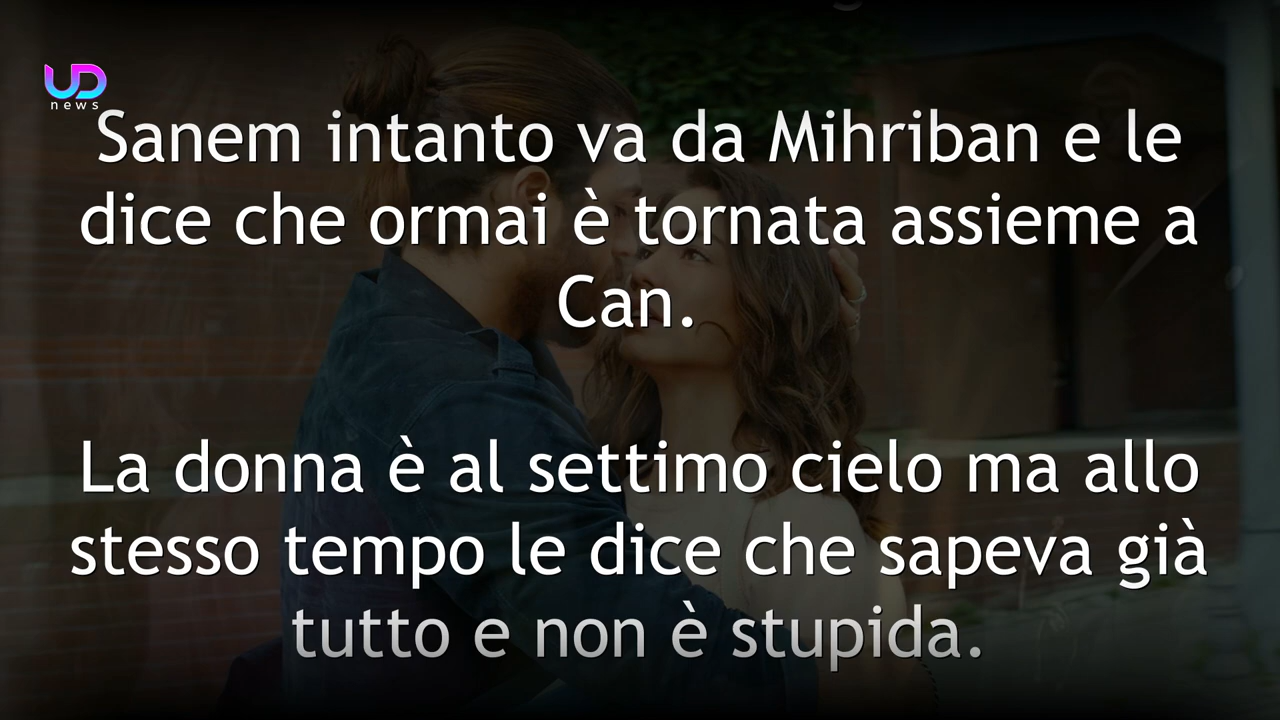 UD
news
Sanem intanto va da Mihriban e le
dice che ormai è tornata assieme a
Can.
La donna è al settimo cielo ma allo
stesso tempo le dice che sapeva già
tutto e non è stupida.